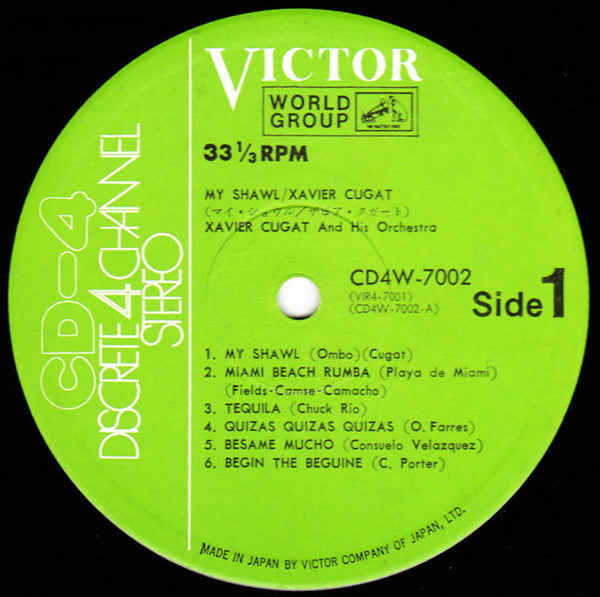 VICTOR
WORLD
GROUP
33 1/3 RPM
MY SHAWL/XAVIER CUGAT
(マイ・ショウル/ザビア・クガート)
XAVIER CUGAT And His Orchestra
CD4W-7002
(VIR4-7001)
(CD4W-7002-A)
Side 1
1. MY SHAWL (Ombo)(Cugat)
2. MIAMI BEACH RUMBA (Playa de Miami)
(Fields-Camse-Camacho)
3. TEQUILA (Chuck Rio)
4. QUIZAS QUIZAS QUIZAS (O. Farres)
5. BESAME MUCHO (Consuelo Velazquez)
6. BEGIN THE BEGUINE (C. Porter)
MADE IN JAPAN BY VICTOR COMPANY OF JAPAN, LTD.
CD-4
DISCRETE 4 CHANNEL
STEREO